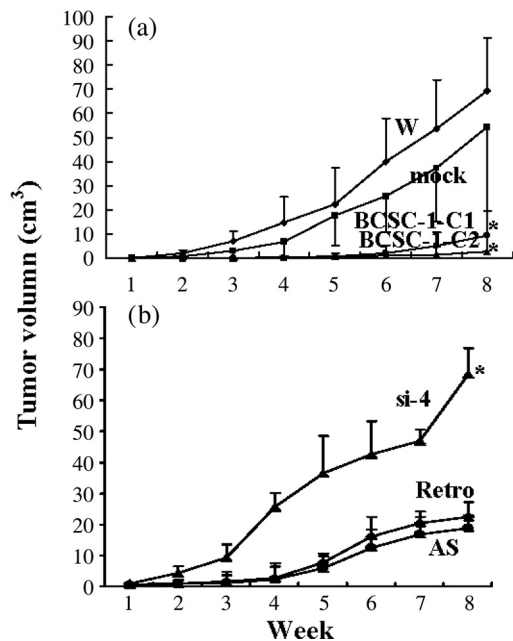 (a)
100
90
80
70
60
50
40
30
20
10
0
W
mock
BCSC-1-C1
BCSC-1-C2
*
*
1 2 3 4 5 6 7 8
Tumor volumn (cm³)
(b)
90
80
70
60
50
40
30
20
10
0
si-4
*
Retro
AS
1 2 3 4 5 6 7 8
Week